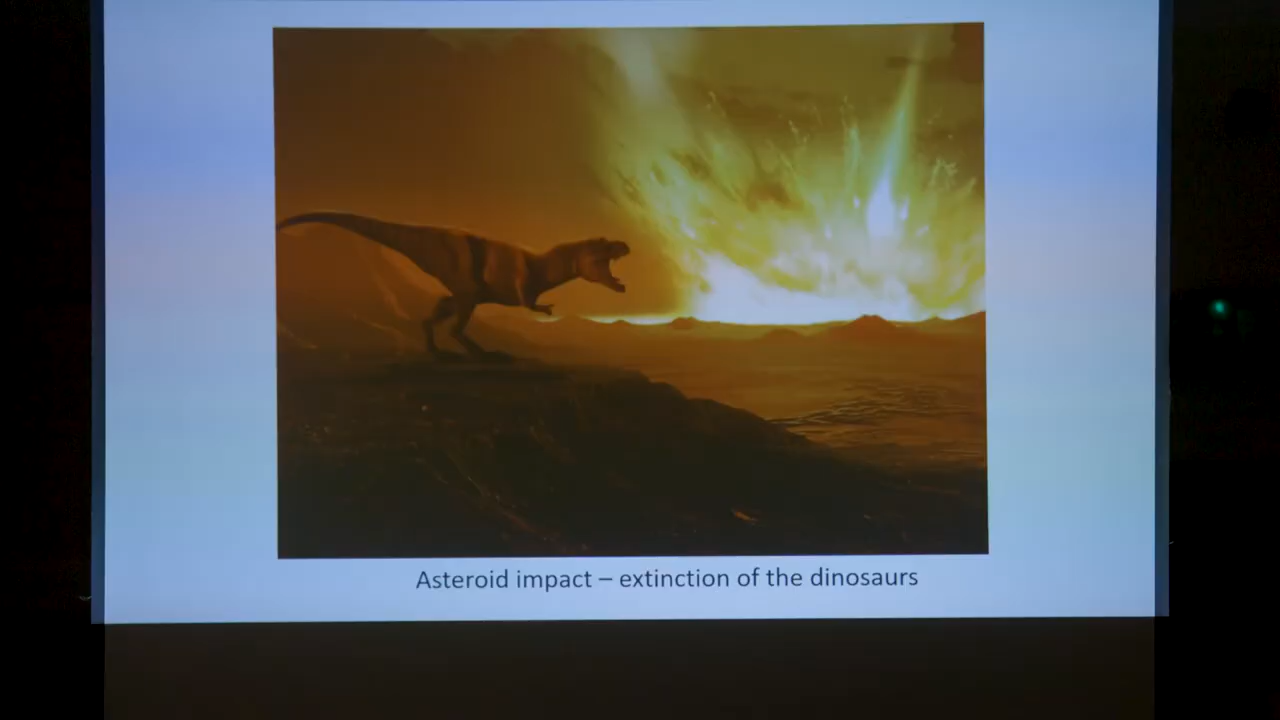 Asteroid impact – extinction of the dinosaurs